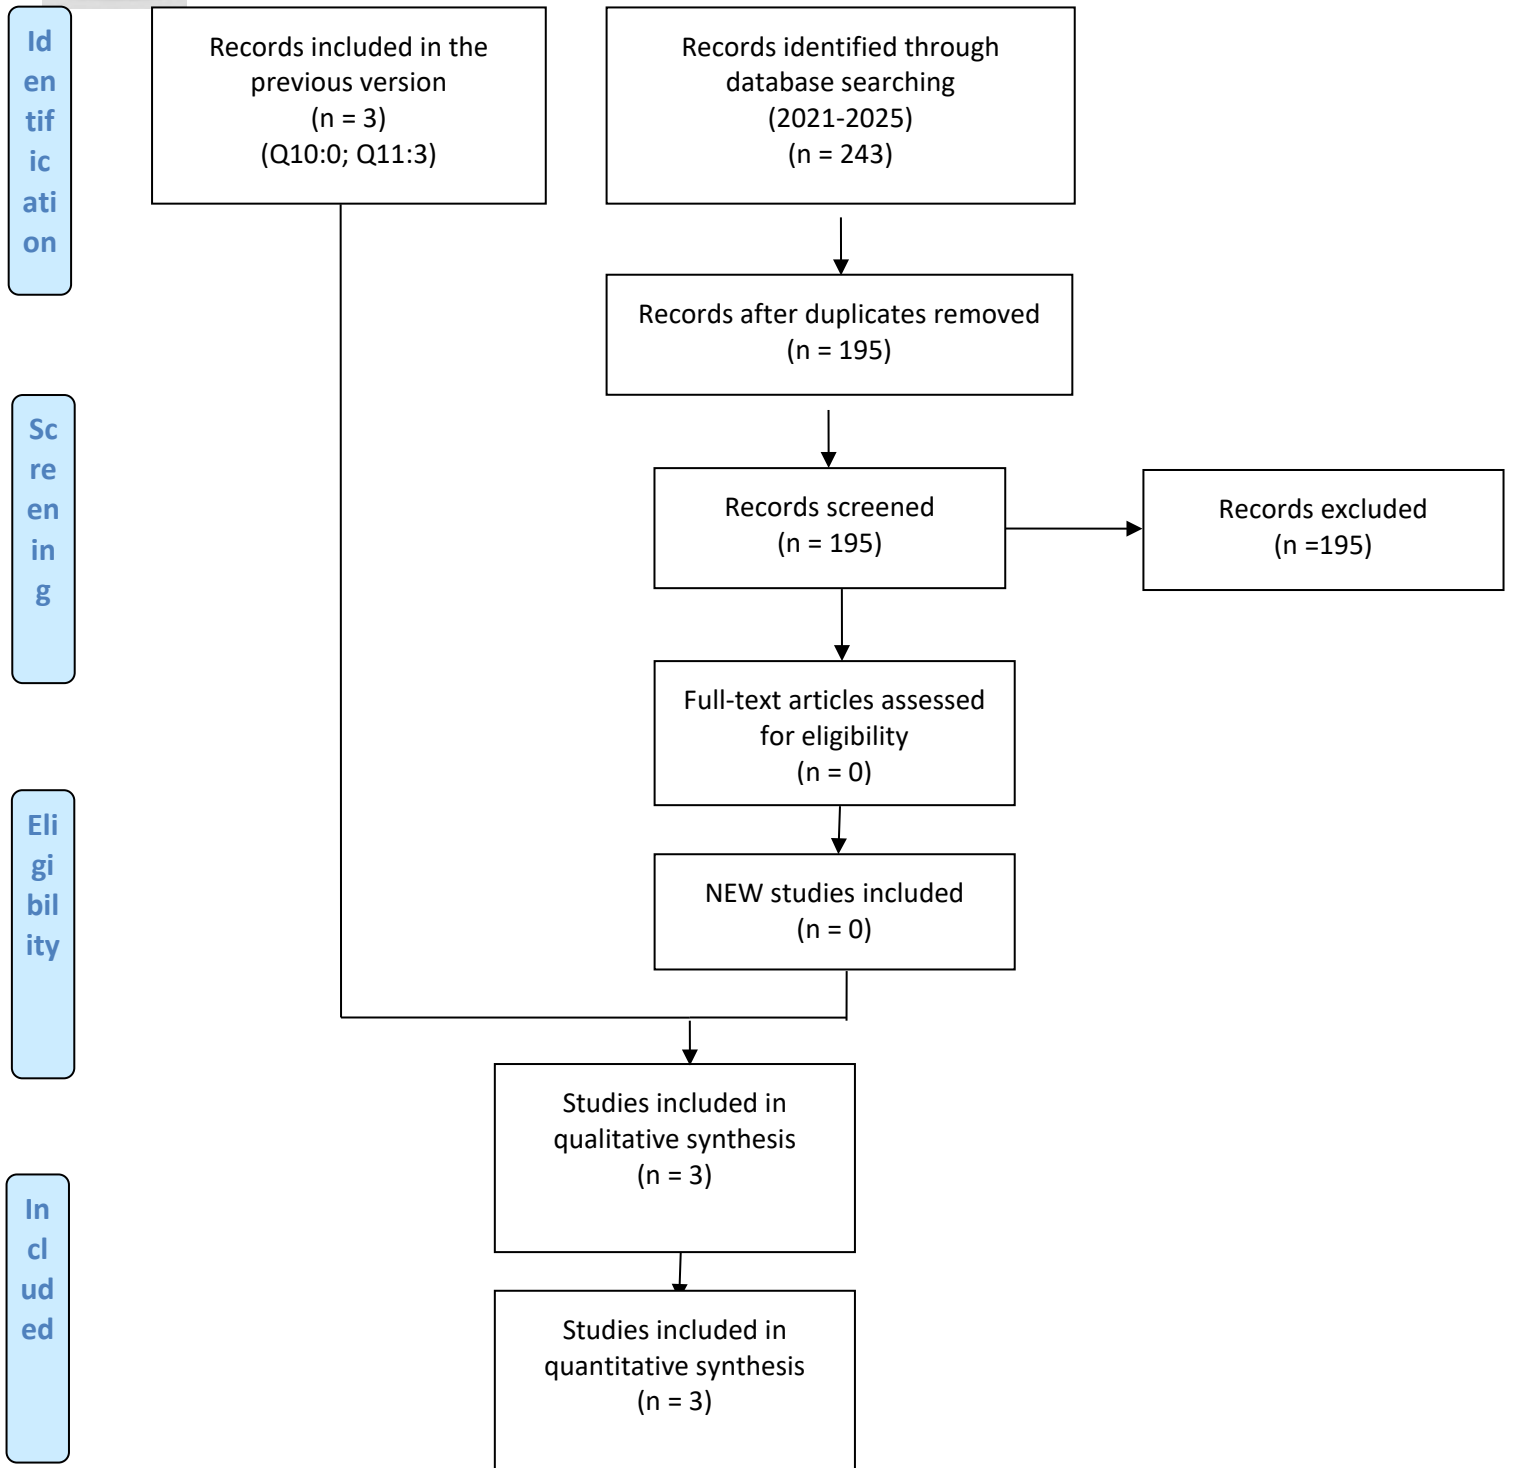 Id
en
tif
ic
ati
on
Records included in the
previous version
(n = 3)
(Q10:0; Q11:3)
Records identified through
database searching
(2021-2025)
(n = 243)
Records after duplicates removed
(n = 195)
Sc
re
en
in
g
Records screened
(n = 195)
Records excluded
(n =195)
Full-text articles assessed
for eligibility
(n = 0)
Eli
gi
bil
ity
NEW studies included
(n = 0)
Studies included in
qualitative synthesis
(n = 3)
In
cl
ud
ed
Studies included in
quantitative synthesis
(n = 3)